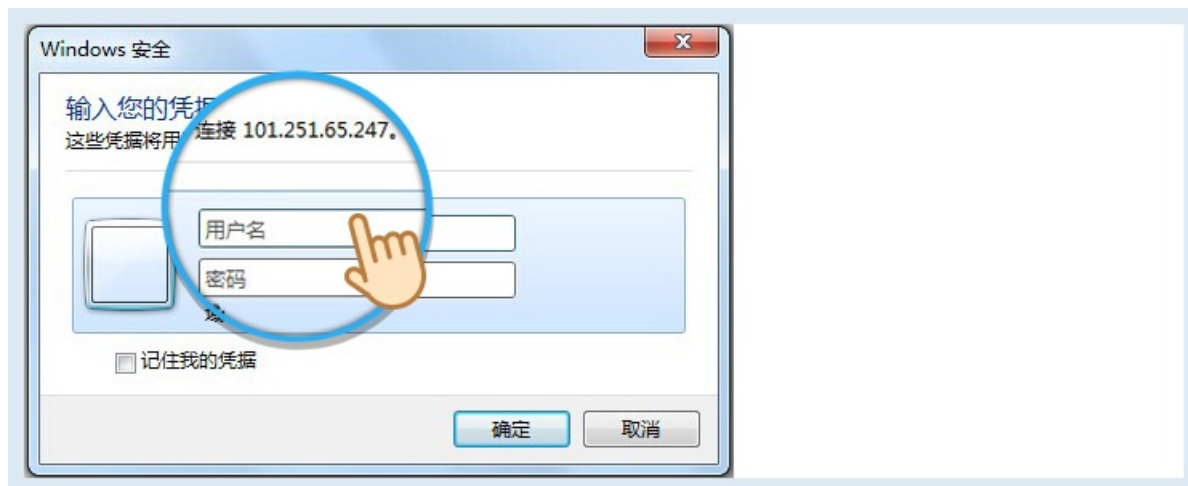 Windows 安全
输入您的凭据
这些凭据将用 连接 101.251.65.247。
用户名
密码
记住我的凭据
确定
取消